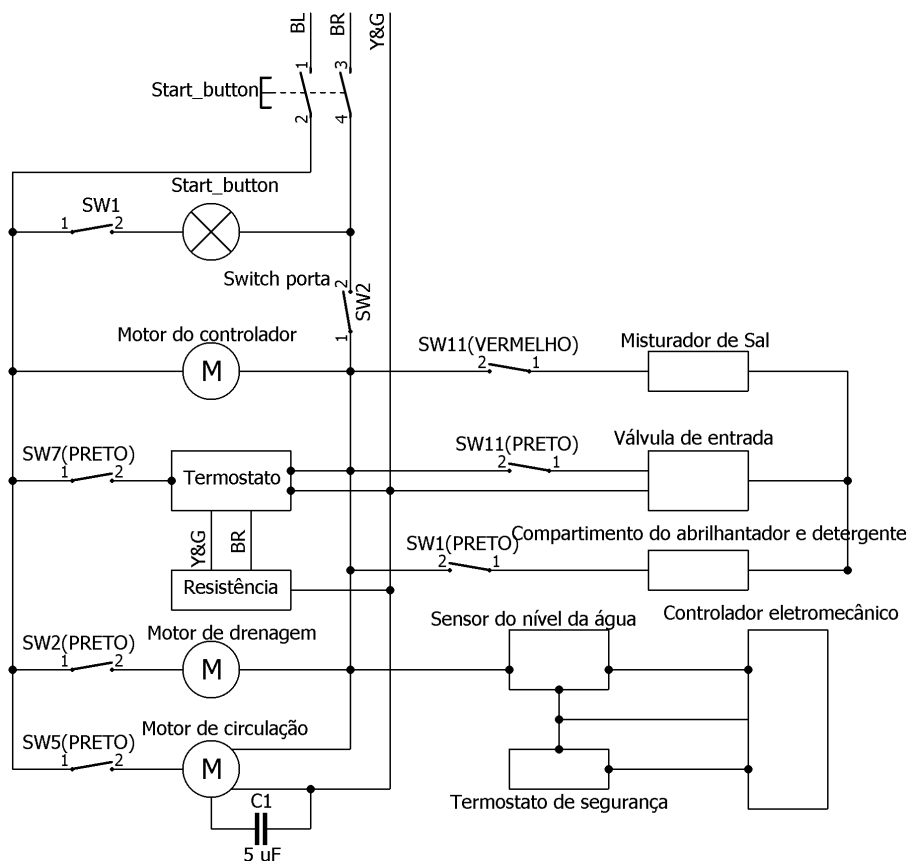 BL
BR
Y&G
Start_button
1
3
2
4
Start_button
SW1
1
2
Switch porta
2
SW2
1
Motor do controlador
M
SW11(VERMELHO)
2
1
Misturador de Sal
SW7(PRETO)
1
2
Termostato
SW11(PRETO)
2
1
Válvula de entrada
Y&G
BR
SW1(PRETO)
2
1
Compartimento do abrilhantador e detergente
Resistência
SW2(PRETO)
1
2
Motor de drenagem
M
Sensor do nível da água
Controlador eletromecânico
SW5(PRETO)
1
2
Motor de circulação
M
Termostato de segurança
C1
5 uF